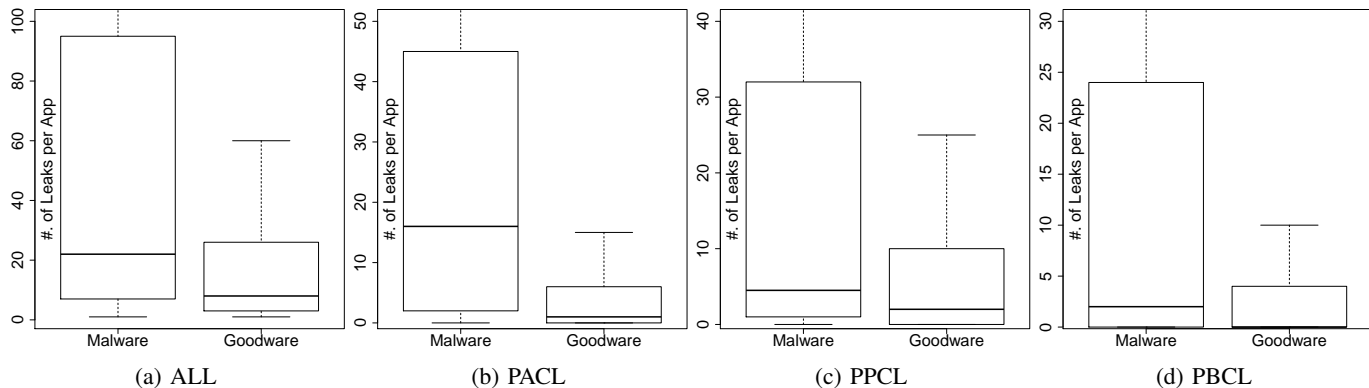 #. of Leaks per App
0
20
40
60
80
100
Malware
Goodware
(a) ALL
#. of Leaks per App
0
10
20
30
40
50
Malware
Goodware
(b) PACL
#. of Leaks per App
0
10
20
30
40
Malware
Goodware
(c) PPCL
#. of Leaks per App
0
5
10
15
20
25
30
Malware
Goodware
(d) PBCL